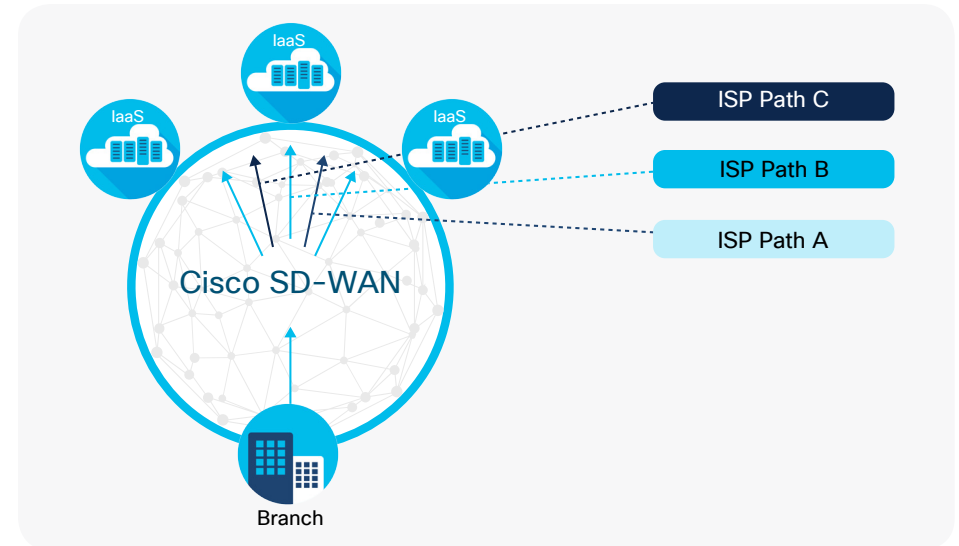 IaaS
IaaS
IaaS
ISP Path C
ISP Path B
ISP Path A
Cisco SD-WAN
Branch